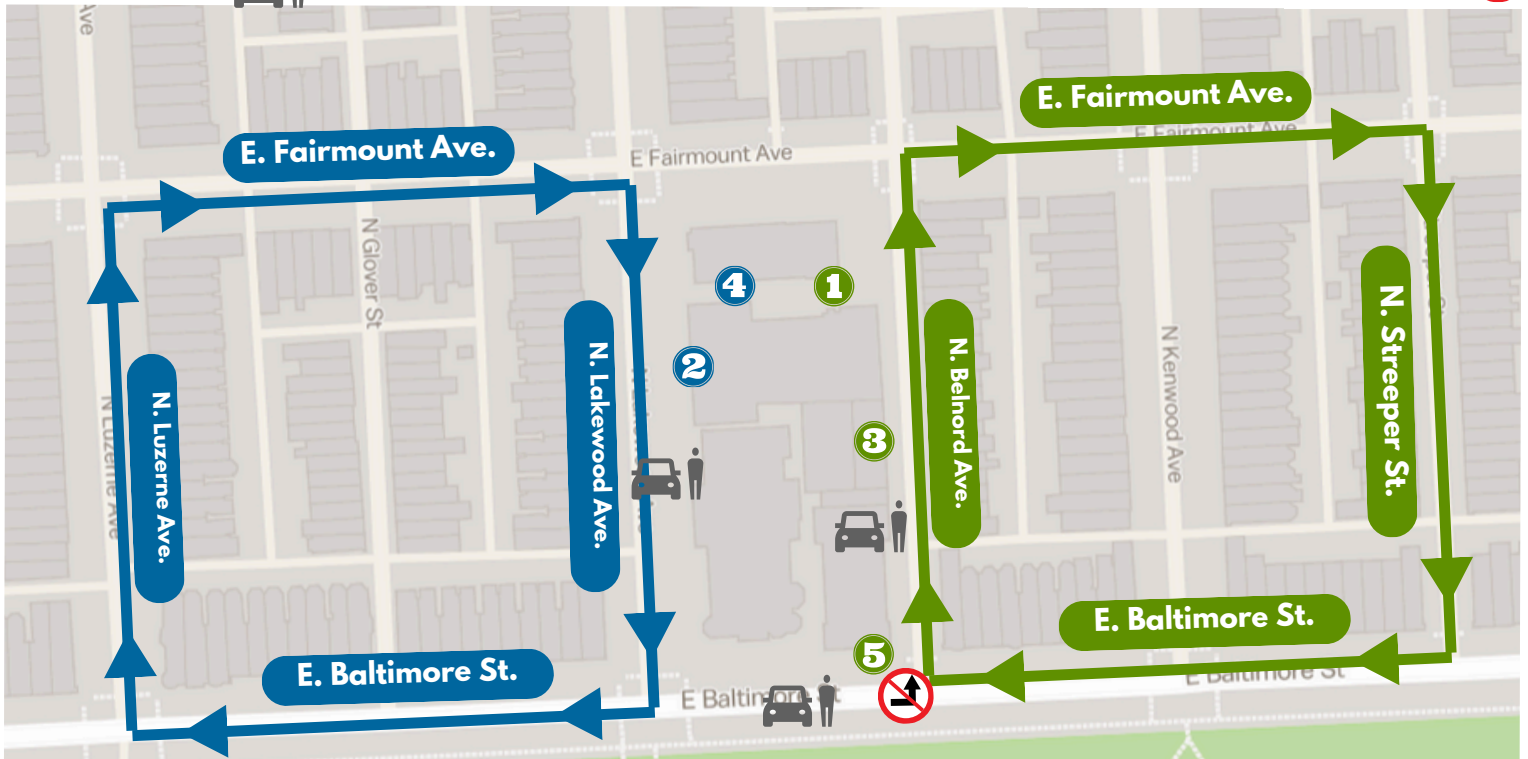 Ave
E. Fairmount Ave.
E. Fairmount Ave.
E Fairmount Ave
E Fairmount Ave
N Glover St
4
1
2
3
5
N. Luzerne Ave.
N Luzerne Ave
N. Lakewood Ave.
N. Belnord Ave.
N Kenwood Ave
N. Streeper St.
E. Baltimore St.
E. Baltimore St.
E Baltimore St
E Baltimore St